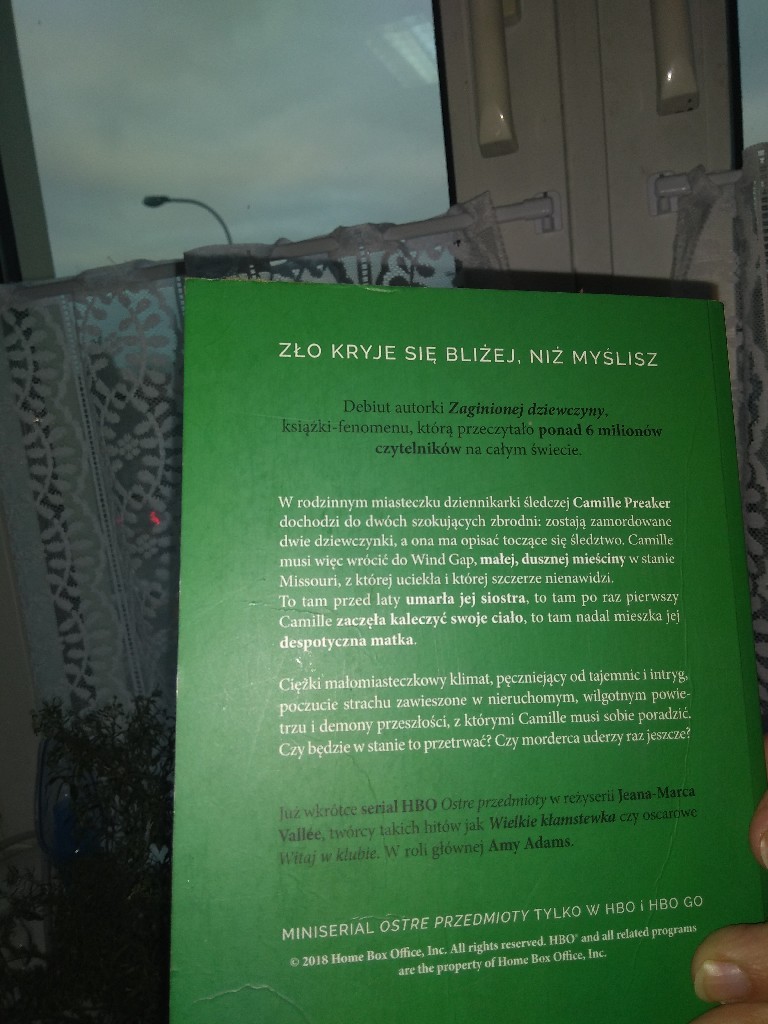 ZŁO KRYJE SIĘ BLIŻEJ, NIŻ MYŚLISZ
Debiut autorki Zaginionej dziewczyny,
książki-fenomenu, którą przeczytało ponad 6 milionów
czytelników na całym świecie.
W rodzinnym miasteczku dziennikarki śledczej Camille Preaker
dochodzi do dwóch szokujących zbrodni: zostają zamordowane
dwie dziewczynki, a ona ma opisać toczące się śledztwo. Camille
musi więc wrócić do Wind Gap, małej, dusznej mieściny w stanie
Missouri, z której uciekła i której szczerze nienawidzi.
To tam przed laty umarła jej siostra, to tam po raz pierwszy
Camille zaczęła kaleczyć swoje ciało, to tam nadal mieszka jej
despotyczna matka.
Ciężki małomiasteczkowy klimat, pęczniejący od tajemnic i intryg,
poczucie strachu zawieszone w nieruchomym, wilgotnym powie-
trzu i demony przeszłości, z którymi Camille musi sobie poradzić.
Czy będzie w stanie to przetrwać? Czy morderca uderzy raz jeszcze?
Już wkrótce serial HBO Ostre przedmioty w reżyserii Jeana-Marca
Vallée, twórcy takich hitów jak Wielkie kłamstewka czy oscarowe
Witaj w klubie. W roli głównej Amy Adams.
MINISERIAL OSTRE PRZEDMIOTY TYLKO W HBO i HBO GO
© 2018 Home Box Office, Inc. All rights reserved. HBO® and all related programs
are the property of Home Box Office, Inc.